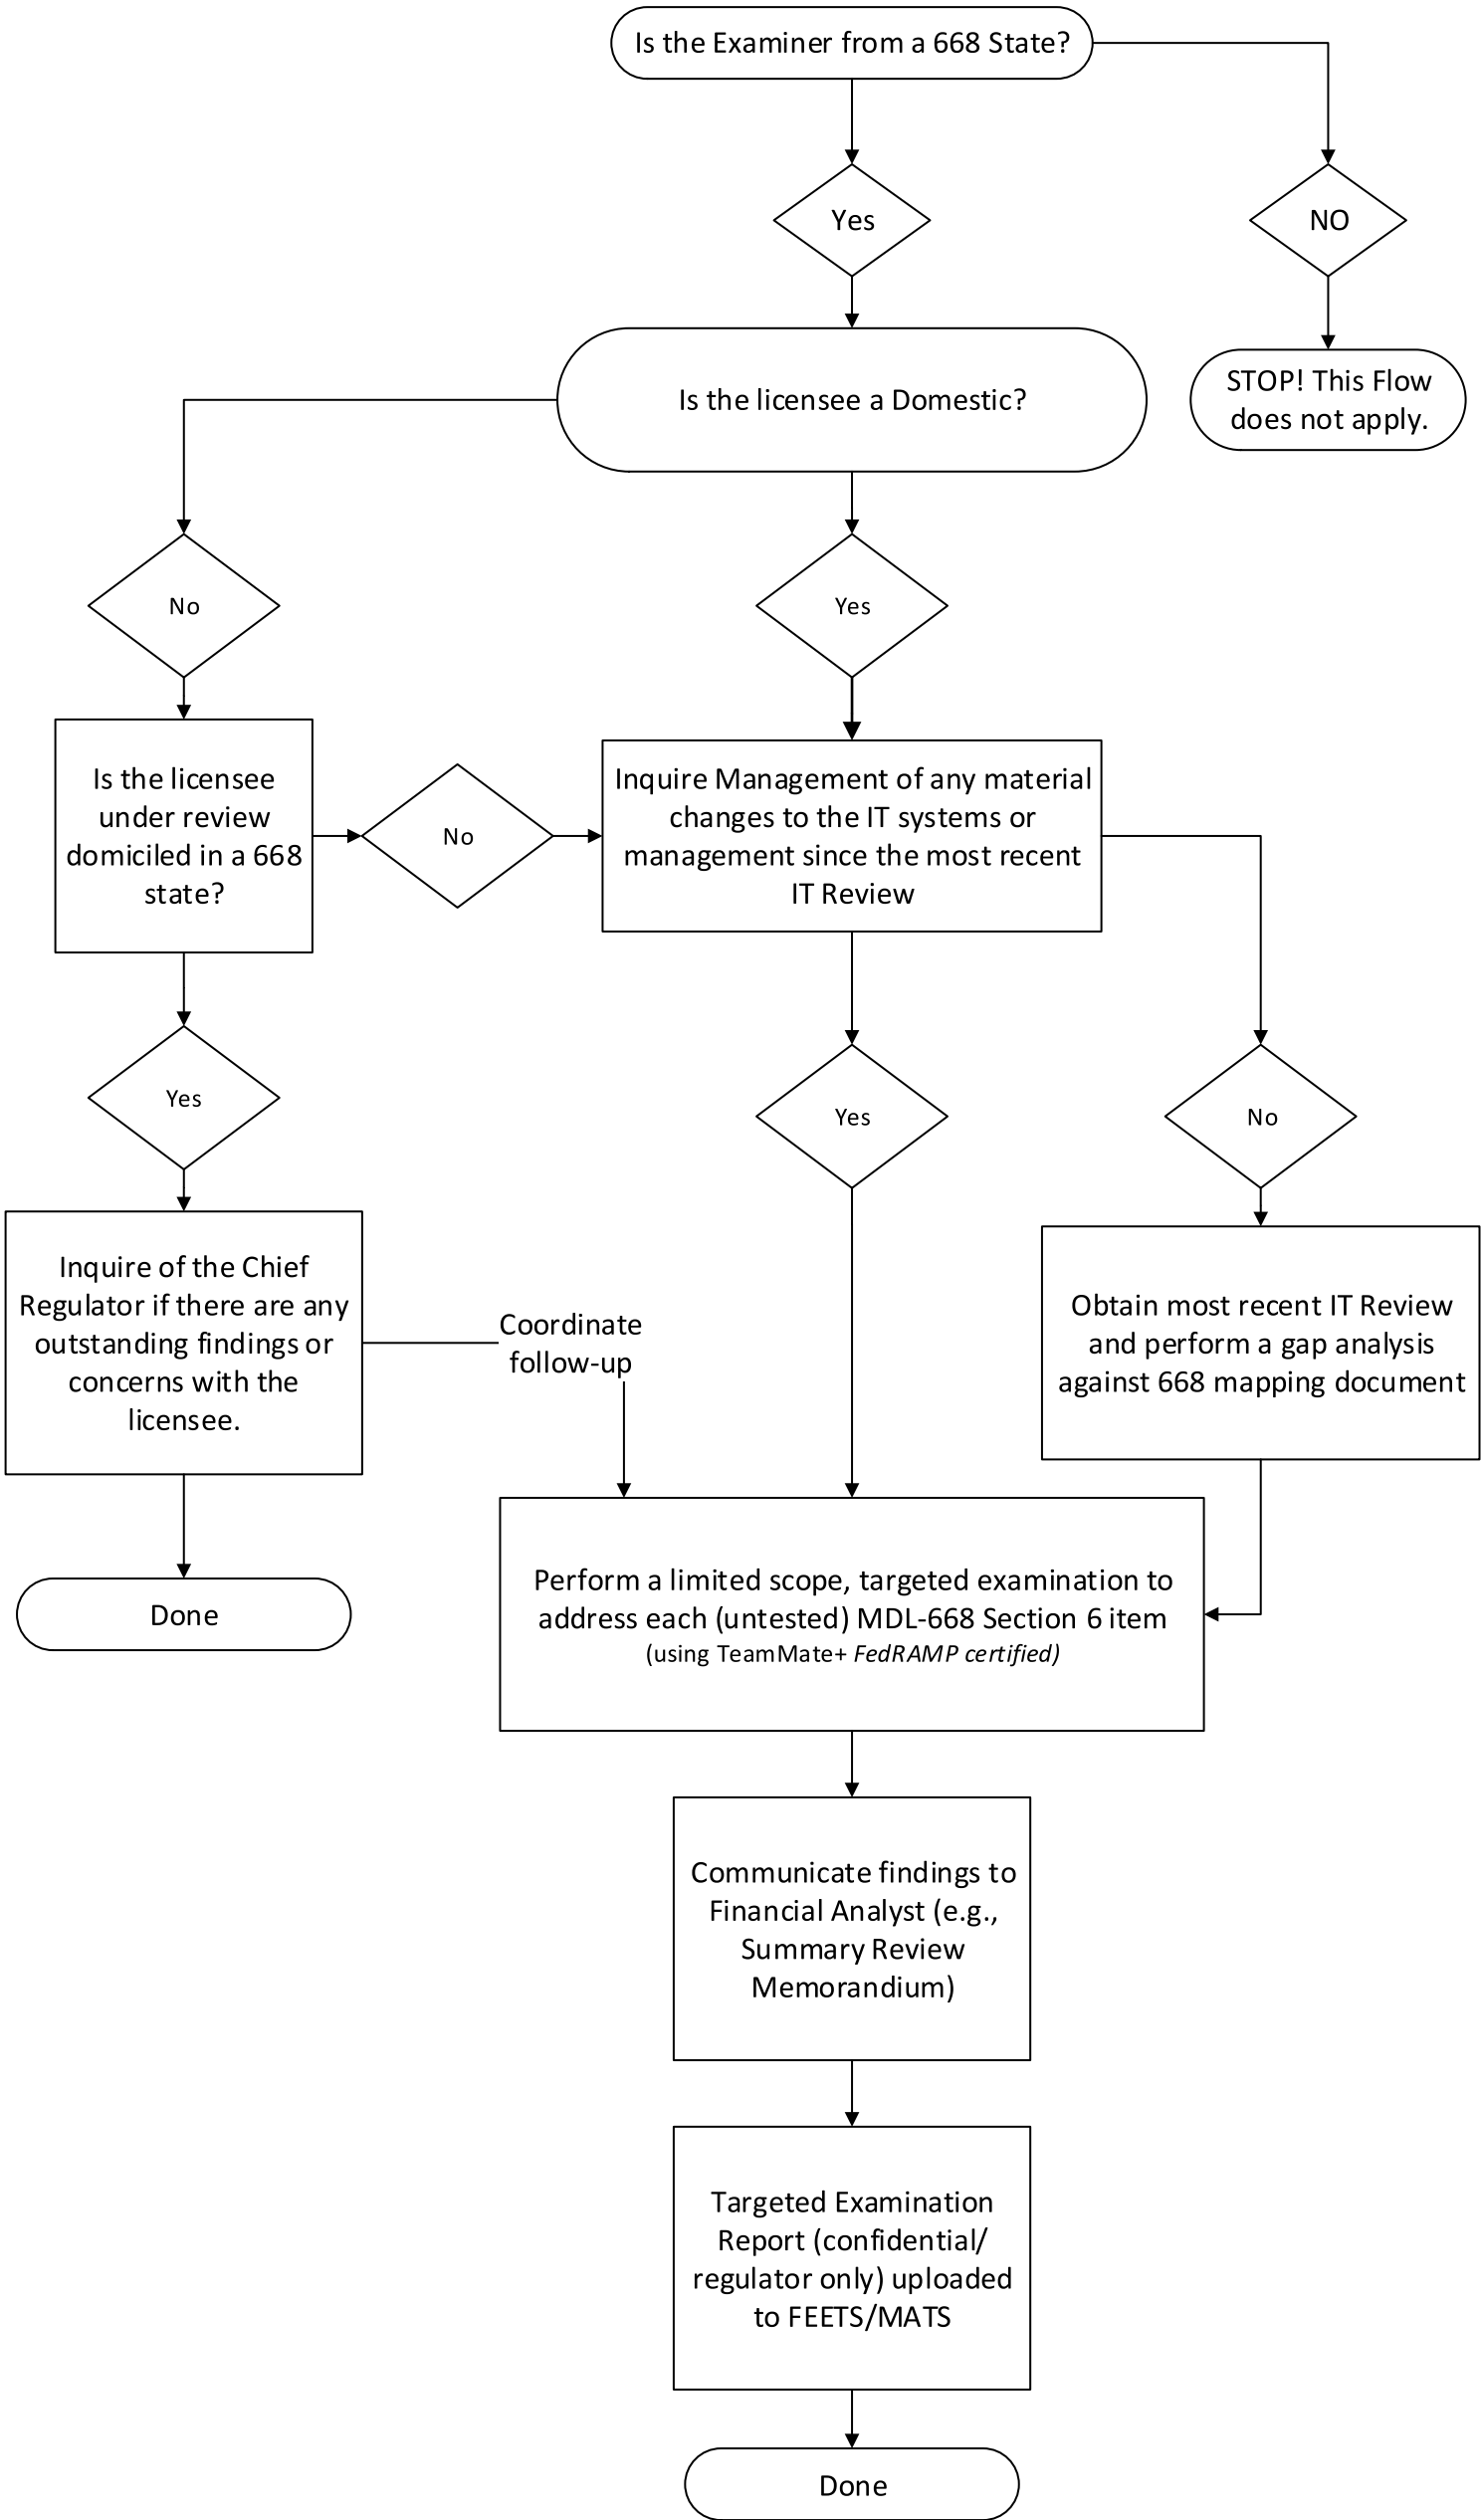 Is the Examiner from a 668 State?
Yes
NO
STOP! This Flow
does not apply.
Is the licensee a Domestic?
No
Yes
Is the licensee
under review
domiciled in a 668
state?
No
Inquire Management of any material
changes to the IT systems or
management since the most recent
IT Review
Yes
Yes
No
Inquire of the Chief
Regulator if there are any
outstanding findings or
concerns with the
licensee.
Coordinate
follow-up
Obtain most recent IT Review
and perform a gap analysis
against 668 mapping document
Done
Perform a limited scope, targeted examination to
address each (untested) MDL-668 Section 6 item
(using TeamMate+ FedRAMP certified)
Communicate findings to
Financial Analyst (e.g.,
Summary Review
Memorandium)
Targeted Examination
Report (confidential/
regulator only) uploaded
to FEETS/MATS
Done